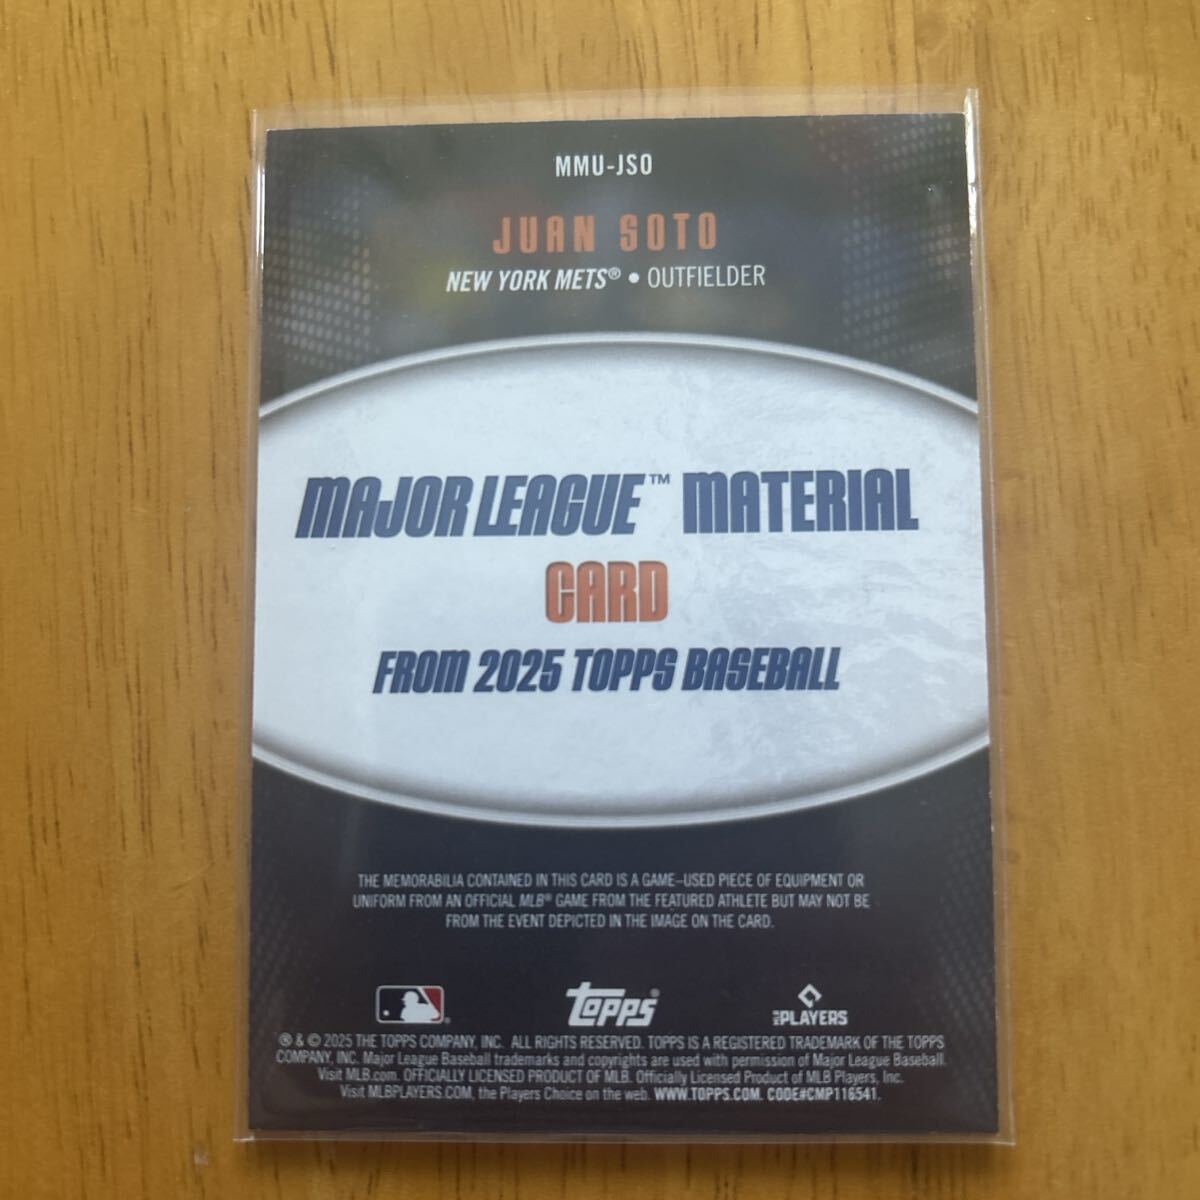 MMU-JSO
JUAN SOTO
NEW YORK METS® • OUTFIELDER
MAJOR LEAGUE™ MATERIAL
CARD
FROM 2025 TOPPS BASEBALL
THE MEMORABILIA CONTAINED IN THIS CARD IS A GAME-USED PIECE OF EQUIPMENT OR
UNIFORM FROM AN OFFICIAL MLB® GAME FROM THE FEATURED ATHLETE BUT MAY NOT BE
FROM THE EVENT DEPICTED IN THE IMAGE ON THE CARD.
topps® MLB PLAYERS
® & © 2025 THE TOPPS COMPANY, INC. ALL RIGHTS RESERVED. TOPPS IS A REGISTERED TRADEMARK OF THE TOPPS
COMPANY, INC. Major League Baseball trademarks and copyrights are used with permission of Major League Baseball.
Visit MLB.com. OFFICIALLY LICENSED PRODUCT OF MLB. Officially Licensed Product of MLB Players, Inc.
Visit MLBPLAYERS.COM, the Players Choice on the web. WWW.TOPPS.COM. CODE#CMP116541.